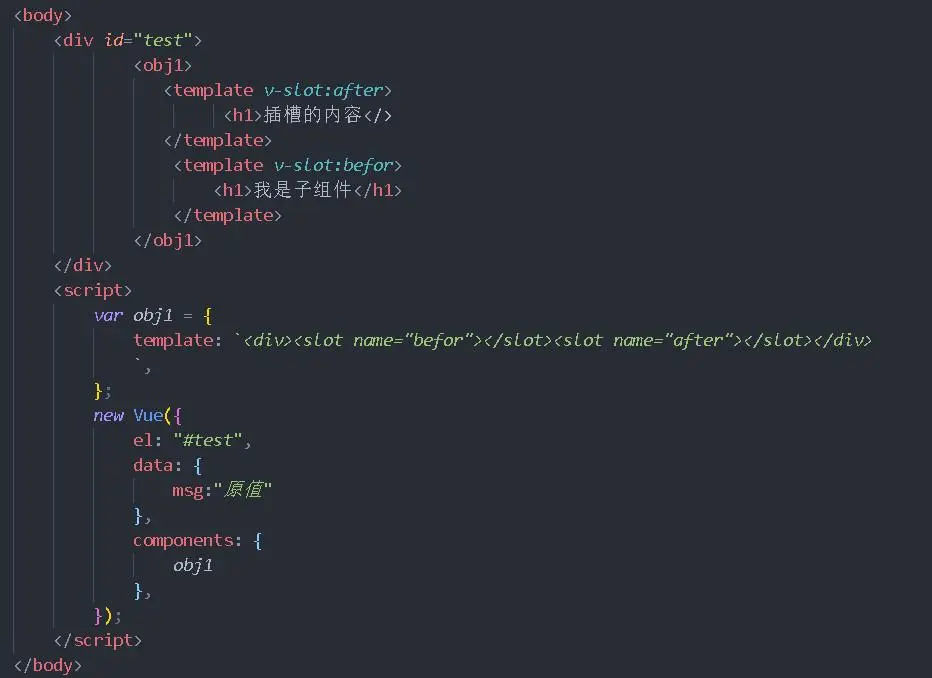 <body>
<div id="test">
<obj1>
<template v-slot:after>
<h1>插槽的内容</>
</template>
<template v-slot:befor>
<h1>我是子组件</h1>
</template>
</obj1>
</div>
<script>
var obj1 = {
template: `<div><slot name="befor"></slot><slot name="after"></slot></div>
`,
};
new Vue({
el: "#test",
data: {
msg:"原值"
},
components: {
obj1
},
});
</script>
</body>